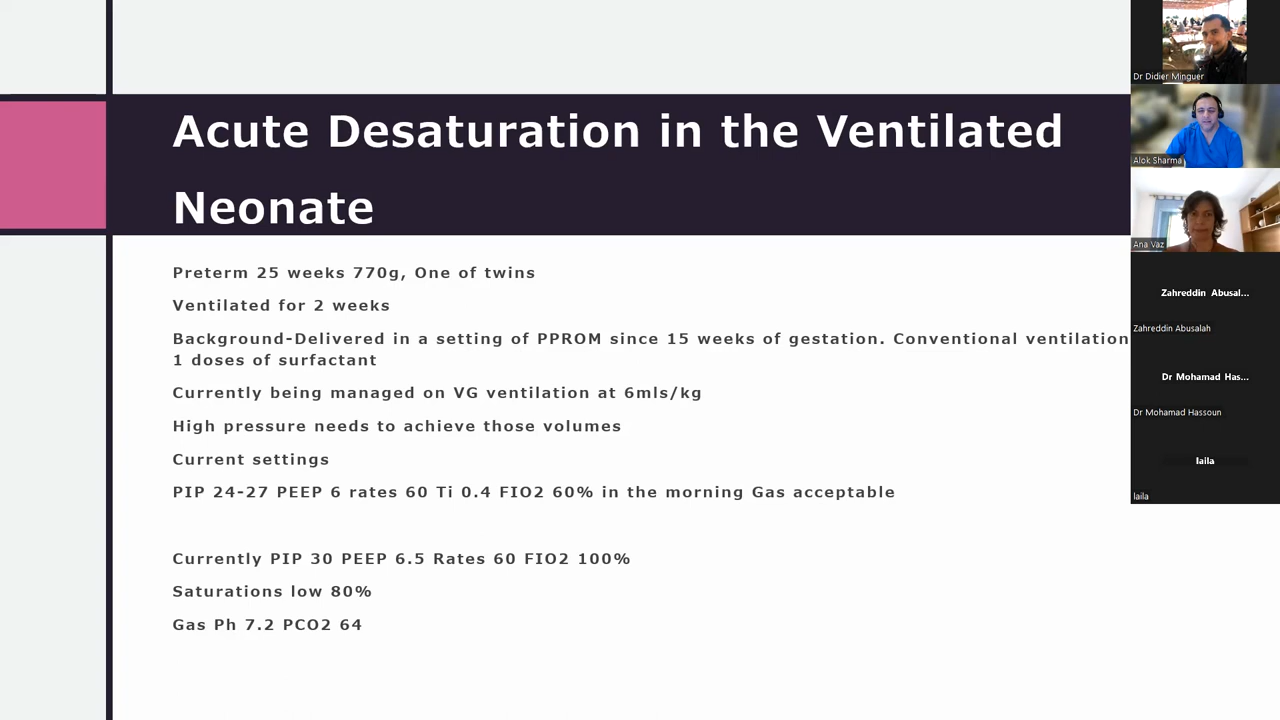 Acute Desaturation in the Ventilated
Neonate
Preterm 25 weeks 770g, One of twins
Ventilated for 2 weeks
Background-Delivered in a setting of PPROM since 15 weeks of gestation. Conventional ventilation
1 doses of surfactant
Currently being managed on VG ventilation at 6mls/kg
High pressure needs to achieve those volumes
Current settings
PIP 24-27 PEEP 6 rates 60 Ti 0.4 FIO2 60% in the morning Gas acceptable
Currently PIP 30 PEEP 6.5 Rates 60 FIO2 100%
Saturations low 80%
Gas Ph 7.2 PCO2 64
Dr Didier Minguer
Alok Sharma
Ana Vaz
Zahreddin Abusal...
Zahreddin Abusalah
Dr Mohamad Has...
Dr Mohamad Hassoun
laila
laila